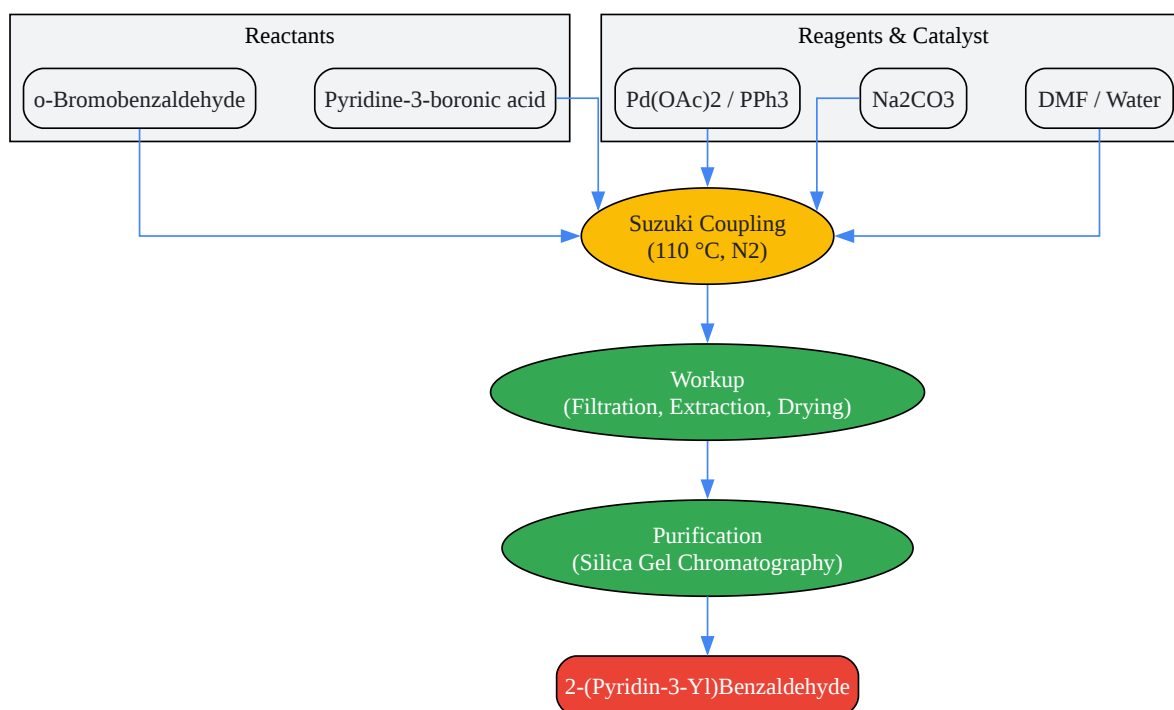 Reactants
Reagents & Catalyst
o-Bromobenzaldehyde
Pyridine-3-boronic acid
Pd(OAc)2 / PPh3
Na2CO3
DMF / Water
Suzuki Coupling
(110 °C, N2)
Workup
(Filtration, Extraction, Drying)
Purification
(Silica Gel Chromatography)
2-(Pyridin-3-Yl)Benzaldehyde